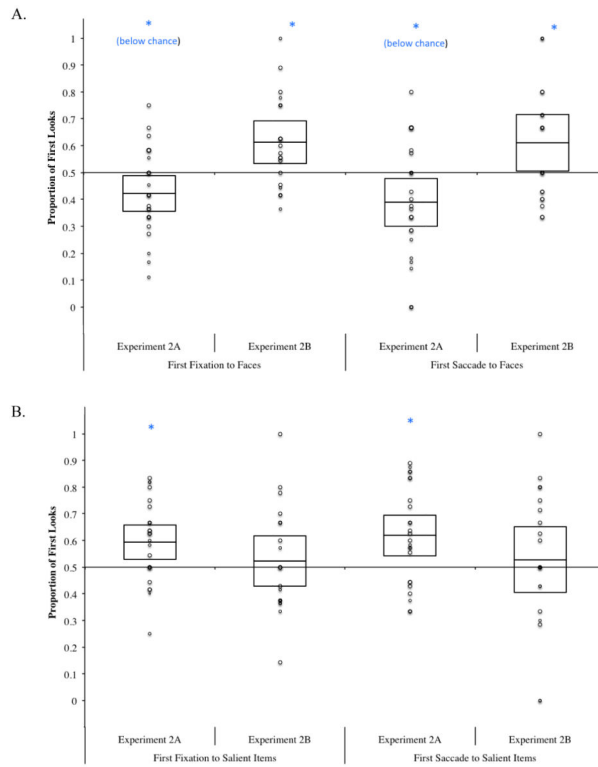 A.
* * * *
(below chance) (below chance)
1
0.9
0.8
0.7
0.6
0.5
0.4
0.3
0.2
0.1
0
Proportion of First Looks
Experiment 2A Experiment 2B Experiment 2A Experiment 2B
First Fixation to Faces First Saccade to Faces
B.
* *
1
0.9
0.8
0.7
0.6
0.5
0.4
0.3
0.2
0.1
0
Proportion of First Looks
Experiment 2A Experiment 2B Experiment 2A Experiment 2B
First Fixation to Salient Items First Saccade to Salient Items